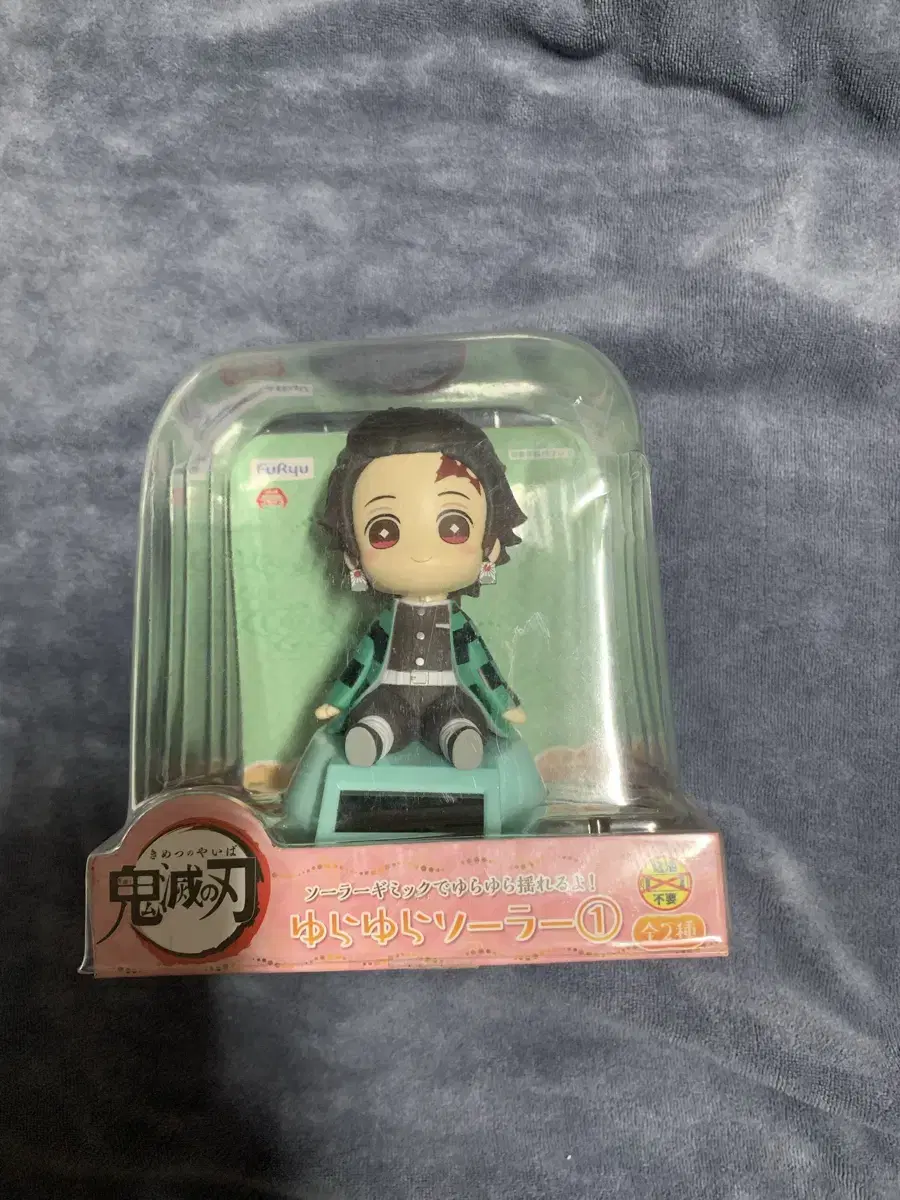 FuRyu
きめつのやいば
鬼滅の刃
ソーラーギミックでゆらゆら揺れるよ!
ゆらゆらソーラー①
電池
不要
全2種